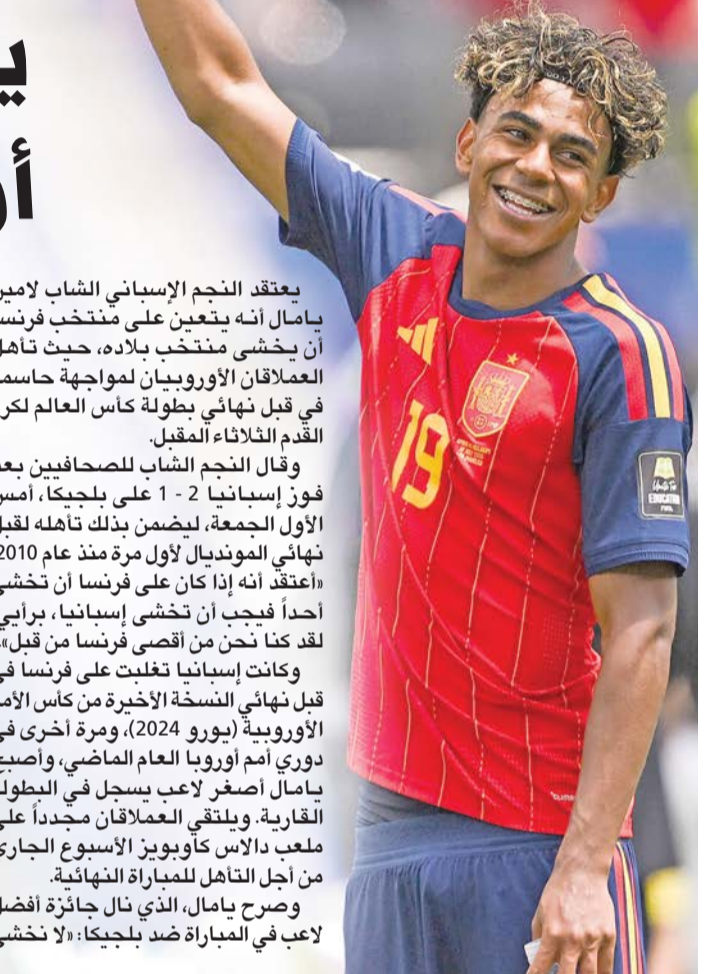 يعتقد النجم الإسباني الشاب لامين
يامال أنه يتعين على منتخب فرنسا
أن يخشى منتخب بلاده، حيث تأهل
العملاقان الأوروبيان لمواجهة حاسمة
في قبل نهائي بطولة كأس العالم لكرة
القدم الثلاثاء المقبل.
وقال النجم الشاب للصحافيين بعد
فوز إسبانيا 2 - 1 على بلجيكا، أمس
الأول الجمعة، ليضمن بذلك تأهله لقبل
نهائي المونديال لأول مرة منذ عام 2010
«أعتقد أنه إذا كان على فرنسا أن تخشى
أحداً فيجب أن تخشى إسبانيا، برأيي
لقد كنا نحن من أقصى فرنسا من قبل»
وكانت إسبانيا تغلبت على فرنسا في
قبل نهائي النسخة الأخيرة من كأس الأمم
الأوروبية (يورو 2024)، ومرة أخرى في
دوري أمم أوروبا العام الماضي، وأصبح
يامال أصغر لاعب يسجل في البطولة
القارية. ويلتقي العملاقان مجدداً على
ملعب دالاس كاوبويز الأسبوع الجاري
من أجل التأهل للمباراة النهائية.
وصرح يامال، الذي نال جائزة أفضل
لاعب في المباراة ضد بلجيكا: «لا نخشى
19
EDUCATION